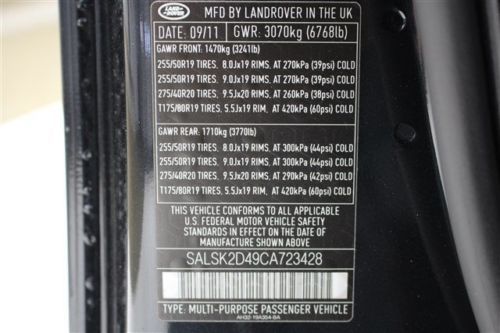 LAND-
ROVER
MFD BY LANDROVER IN THE UK
DATE: 09/11 GWR: 3070kg (6768lb)
GAWR FRONT: 1470kg (3241lb)
255/50R19 TIRES, 8.0Jx19 RIMS, AT 270kPa (39psi) COLD
255/50R19 TIRES, 9.0Jx19 RIMS, AT 270kPa (39psi) COLD
275/40R20 TIRES, 9.5Jx20 RIMS, AT 260kPa (38psi) COLD
T175/80R19 TIRES, 5.5Jx19 RIM, AT 420kPa (60psi) COLD
GAWR REAR: 1710kg (3770lb)
255/50R19 TIRES, 8.0Jx19 RIMS, AT 300kPa (44psi) COLD
255/50R19 TIRES, 9.0Jx19 RIMS, AT 300kPa (44psi) COLD
275/40R20 TIRES, 9.5Jx20 RIMS, AT 290kPa (42psi) COLD
T175/80R19 TIRES, 5.5Jx19 RIM, AT 420kPa (60psi) COLD
THIS VEHICLE CONFORMS TO ALL APPLICABLE
U.S. FEDERAL MOTOR VEHICLE SAFETY
STANDARDS IN EFFECT ON THE DATE OF
MANUFACTURE SHOWN ABOVE.
SALSK2D49CA723428
TYPE: MULTI-PURPOSE PASSENGER VEHICLE
AH32-19A354-BA